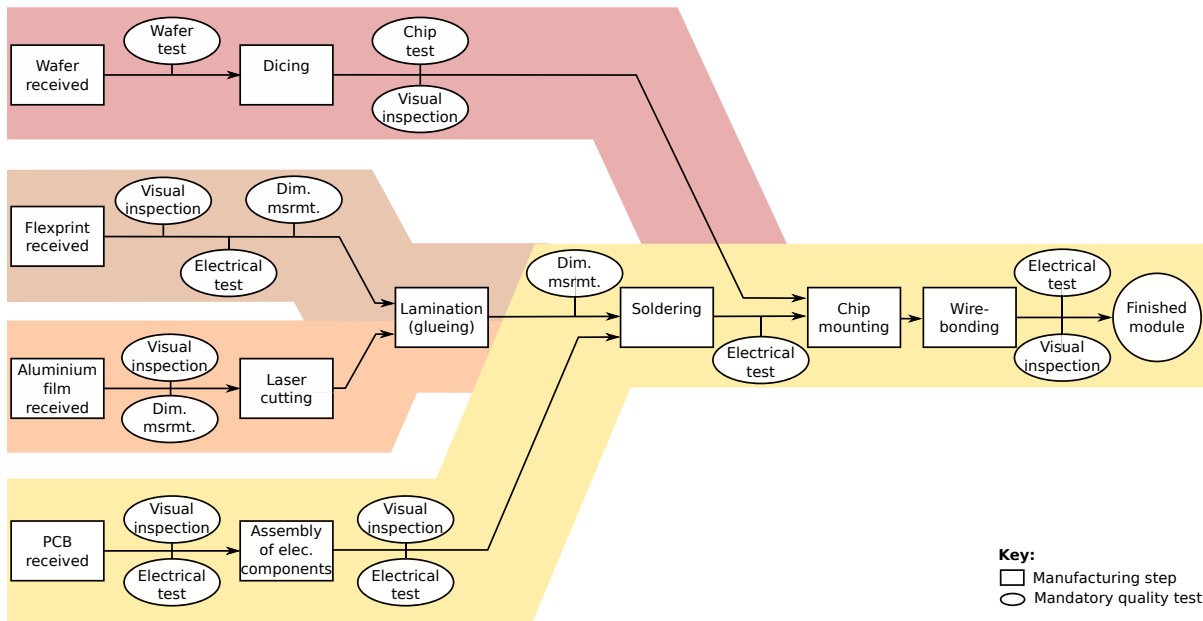 Wafer
test
Chip
test
Wafer
received
Dicing
Visual
inspection
Visual
inspection
Dim.
msrmt.
Flexprint
received
Electrical
test
Dim.
msrmt.
Electrical
test
Lamination
(glueing)
Soldering
Chip
mounting
Wire-
bonding
Finished
module
Electrical
test
Visual
inspection
Visual
inspection
Aluminium
film
received
Laser
cutting
Dim.
msrmt.
Visual
inspection
Visual
inspection
PCB
received
Assembly
of elec.
components
Electrical
test
Electrical
test
Key:
Manufacturing step
Mandatory quality test